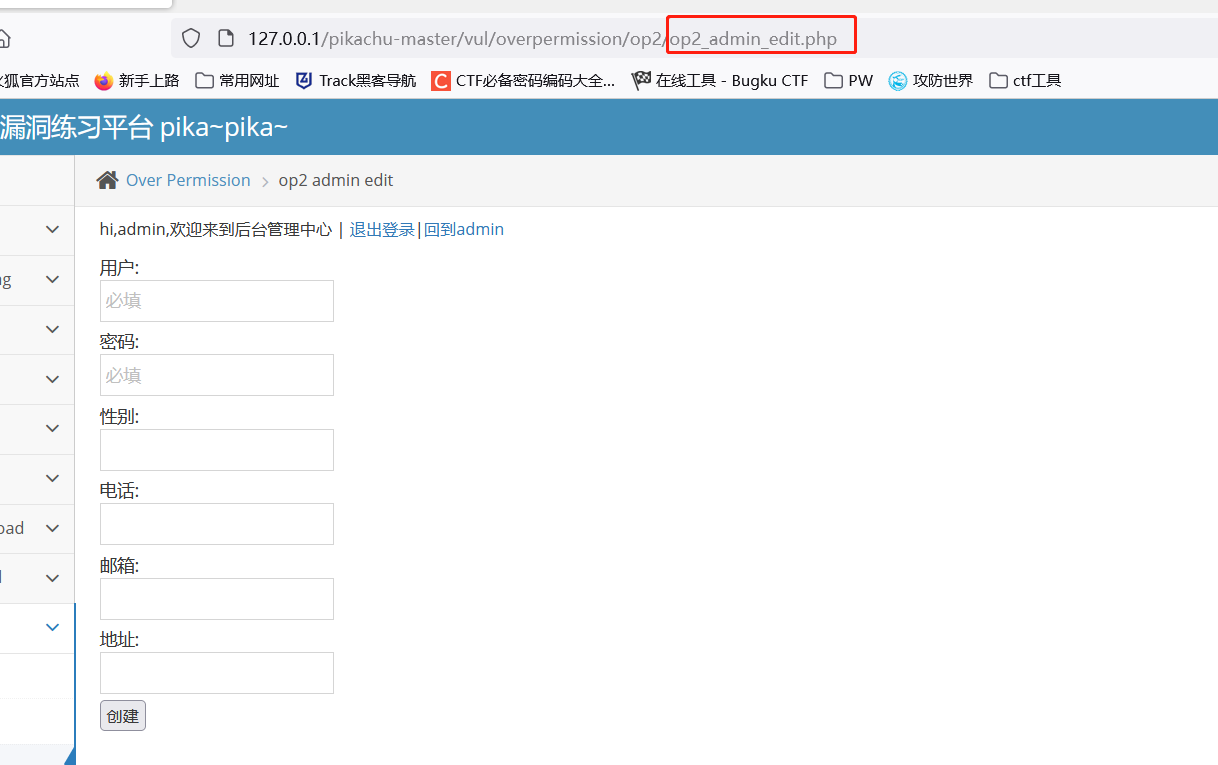 127.0.0.1/pikachu-master/vul/overpermission/op2/op2_admin_edit.php
火狐官方站点 新手上路 常用网址 Track黑客导航 CTF必备密码编码大全... 在线工具 - Bugku CTF PW 攻防世界 ctf工具
漏洞练习平台 pika~pika~
Over Permission > op2 admin edit
hi,admin,欢迎来到后台管理中心 | 退出登录|回到admin
用户:
必填
密码:
必填
性别:
电话:
邮箱:
地址:
创建